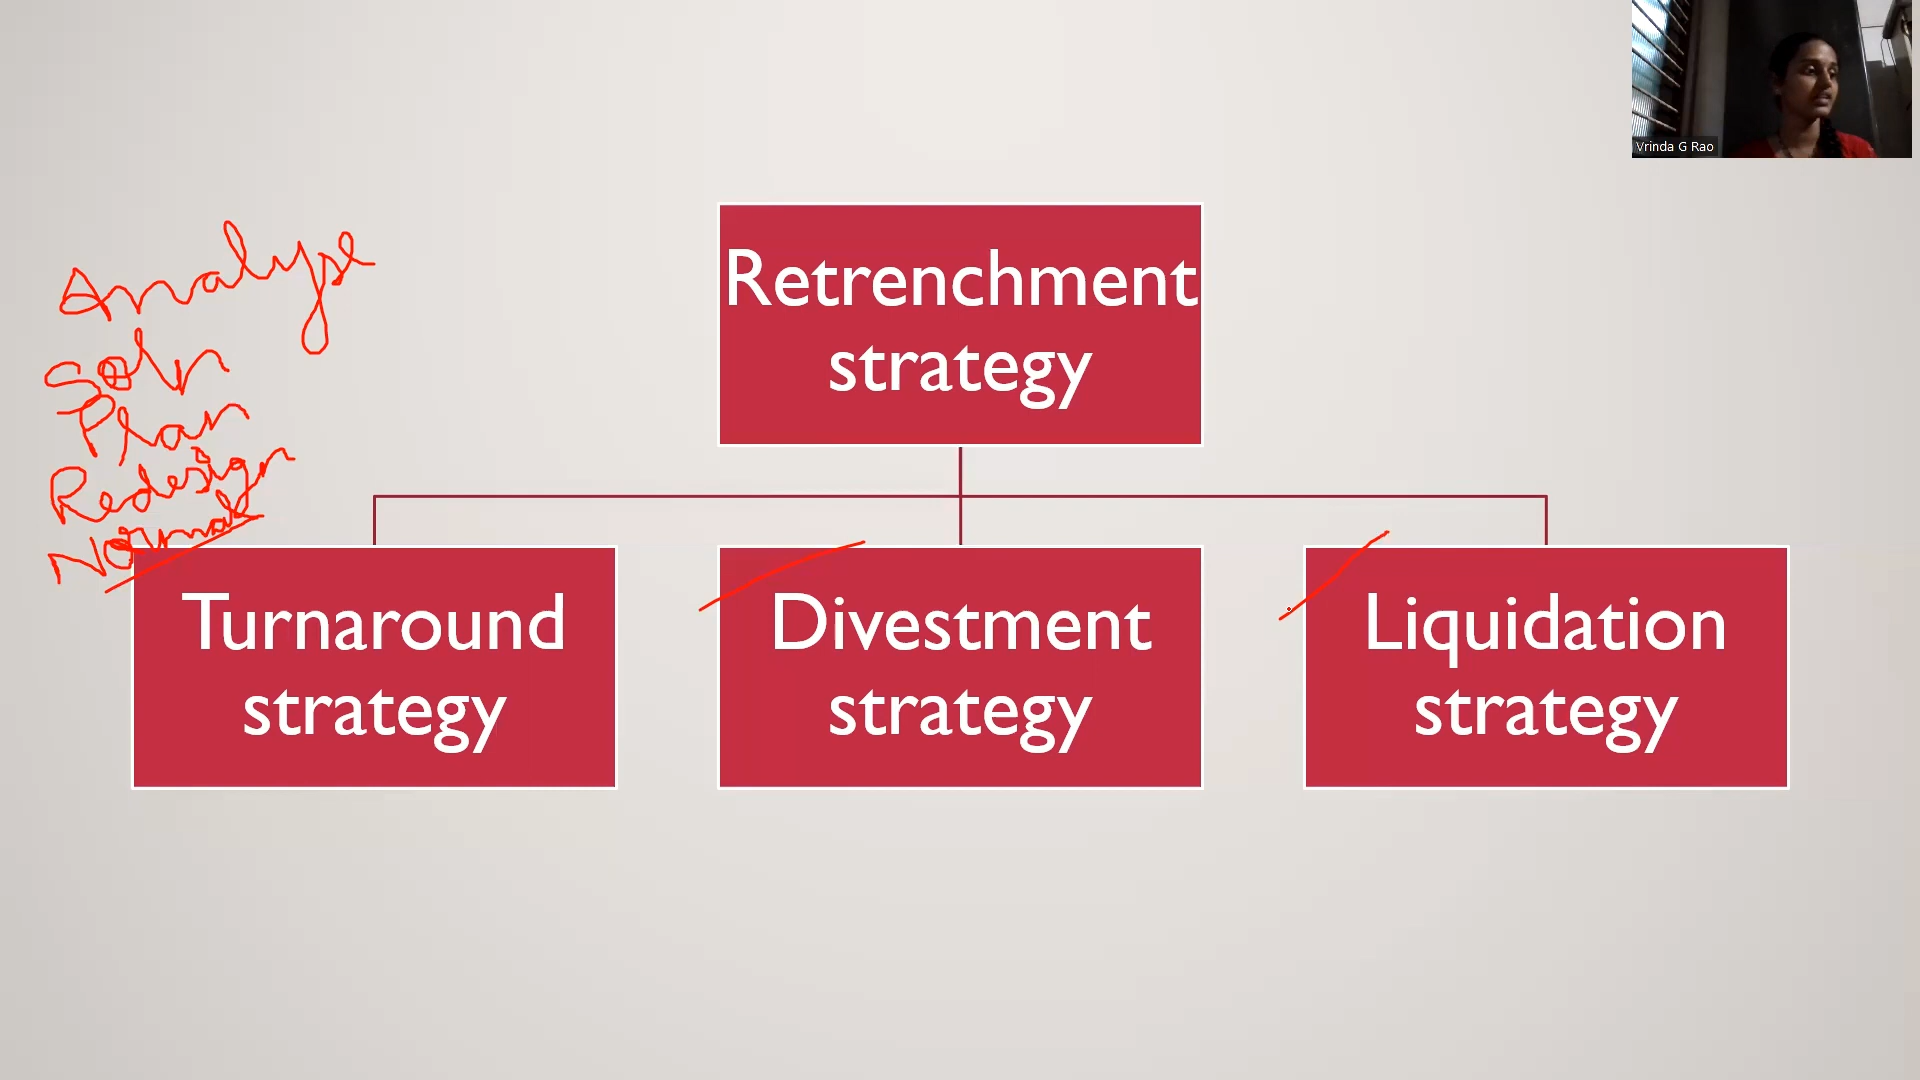 Vrinda G Rao
Retrenchment
strategy
Analyse
Soln
Plan
Redesign
Normal
Turnaround
strategy
Divestment
strategy
Liquidation
strategy